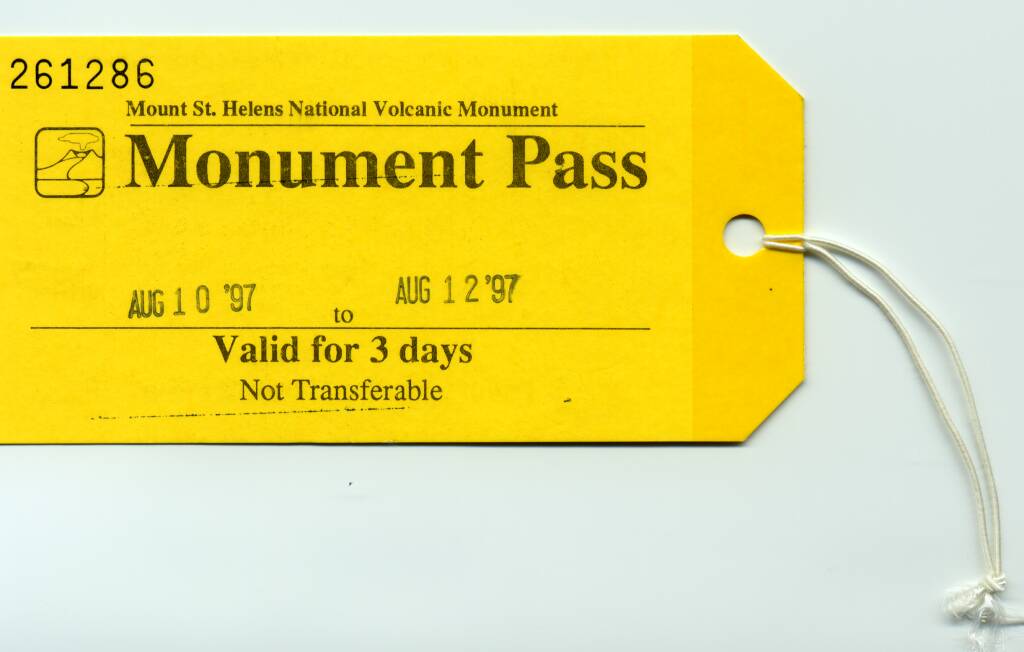 261286
Mount St. Helens National Volcanic Monument
Monument Pass
AUG 10 '97 to AUG 12 '97
Valid for 3 days
Not Transferable